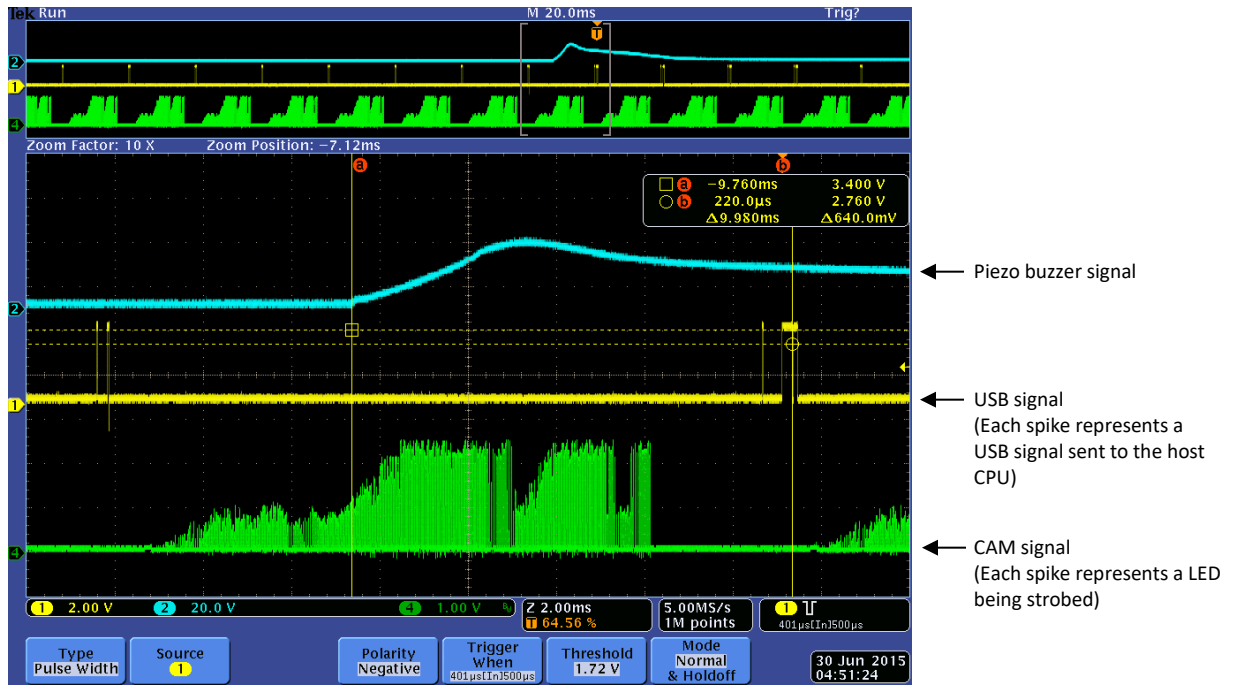 Tek Run
M 20.0ms
Trig?
T
2
1
4
Zoom Factor: 10 X
Zoom Position: −7.12ms
a
b
a −9.760ms 3.400 V
b 220.0µs 2.760 V
Δ9.980ms Δ640.0mV
Piezo buzzer signal
2
USB signal
(Each spike represents a
USB signal sent to the host
CPU)
1
CAM signal
(Each spike represents a LED
being strobed)
4
1 2.00 V
2 20.0 V
4 1.00 V
Z 2.00ms
T 64.56 %
5.00MS/s
1M points
1
401µs[In]500µs
Type
Pulse Width
Source
1
Polarity
Negative
Trigger
When
401µs[In]500µs
Threshold
1.72 V
Mode
Normal
& Holdoff
30 Jun 2015
04:51:24